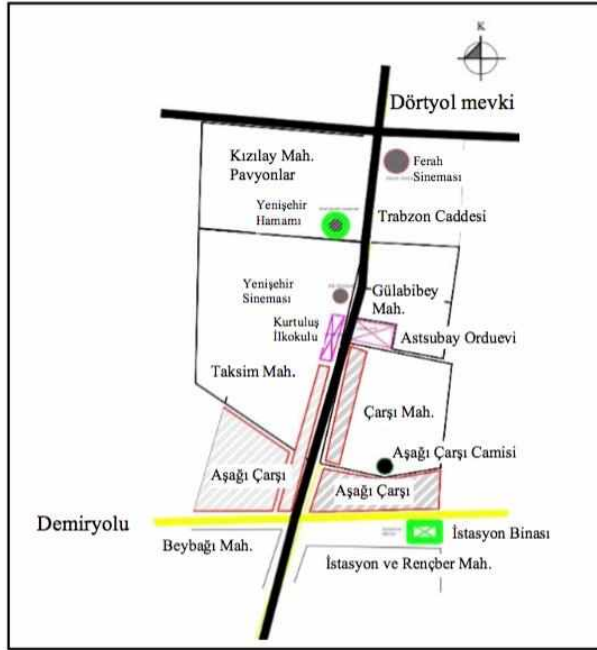 K
Dörtyol mevki
Kızılay Mah.
Pavyonlar
Ferah
Sineması
Yenişehir
Hamamı
Trabzon Caddesi
Yenişehir
Sineması
Gülabibey
Mah.
Kurtuluş
İlkokulu
Astsubay Orduevi
Taksim Mah.
Çarşı Mah.
Aşağı Çarşı Camisi
Aşağı Çarşı
Aşağı Çarşı
Demiryolu
Beybağı Mah.
İstasyon Binası
İstasyon ve Rençber Mah.